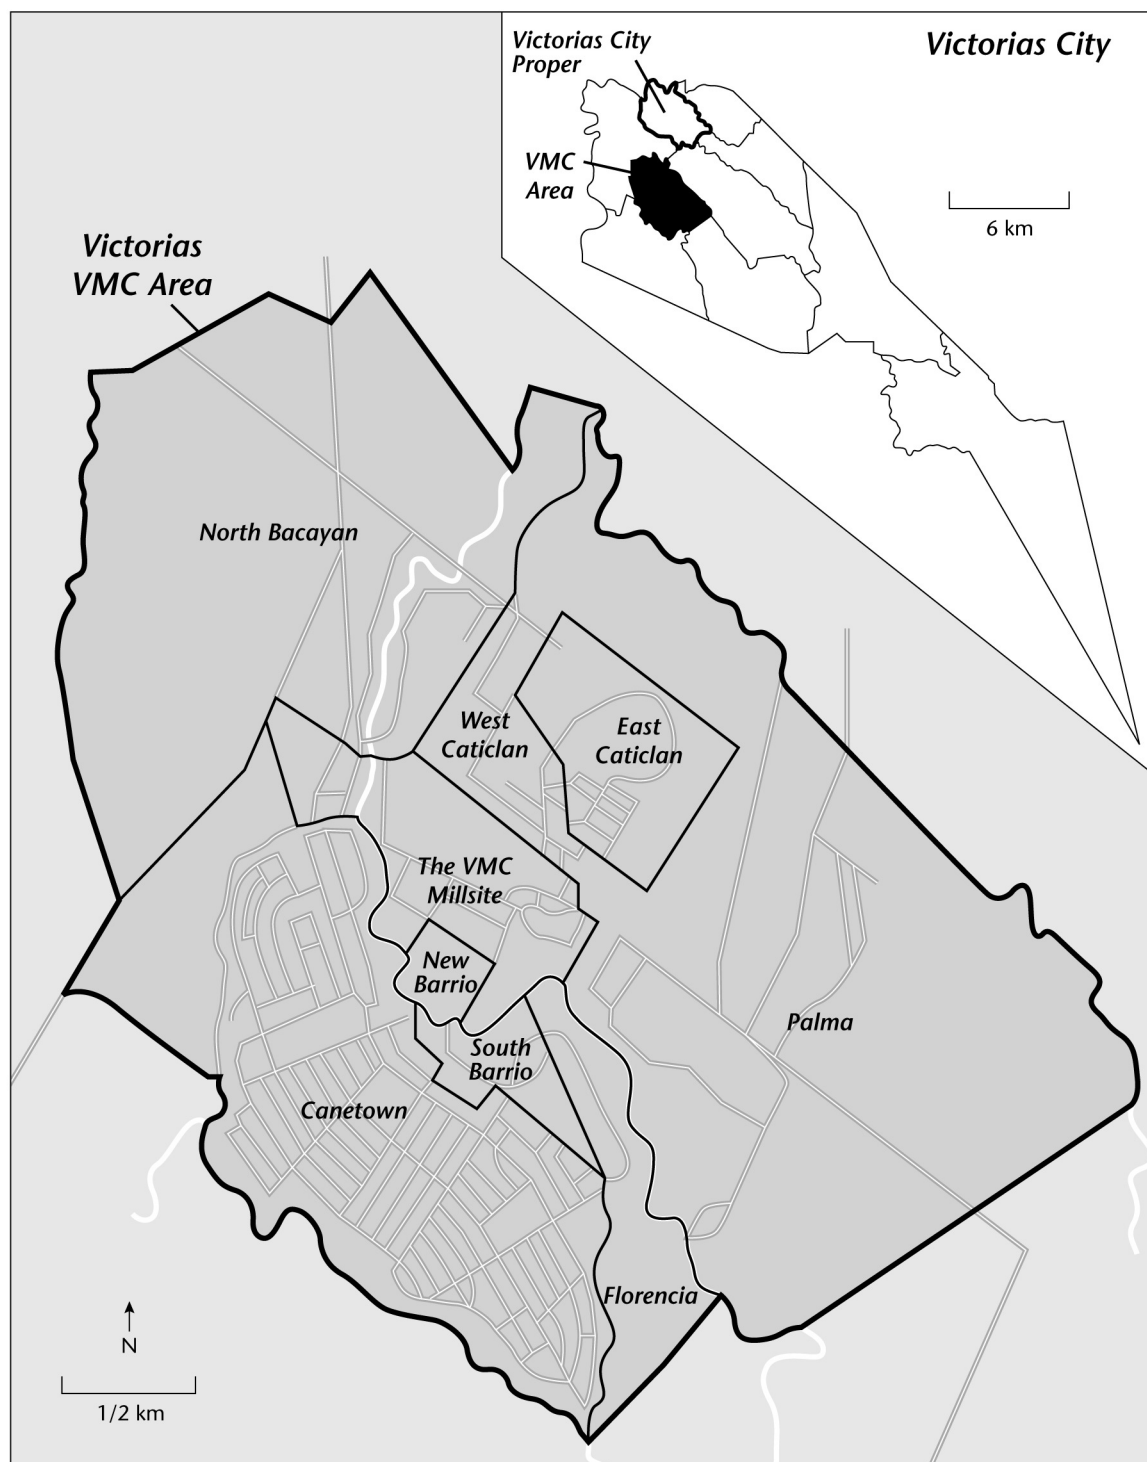 Victorias City
Proper
Victorias City
VMC
Area
6 km
Victorias
VMC Area
North Bacayan
West
Caticlan
East
Caticlan
The VMC
Millsite
New
Barrio
Palma
South
Barrio
Canetown
Florencia
N
1/2 km